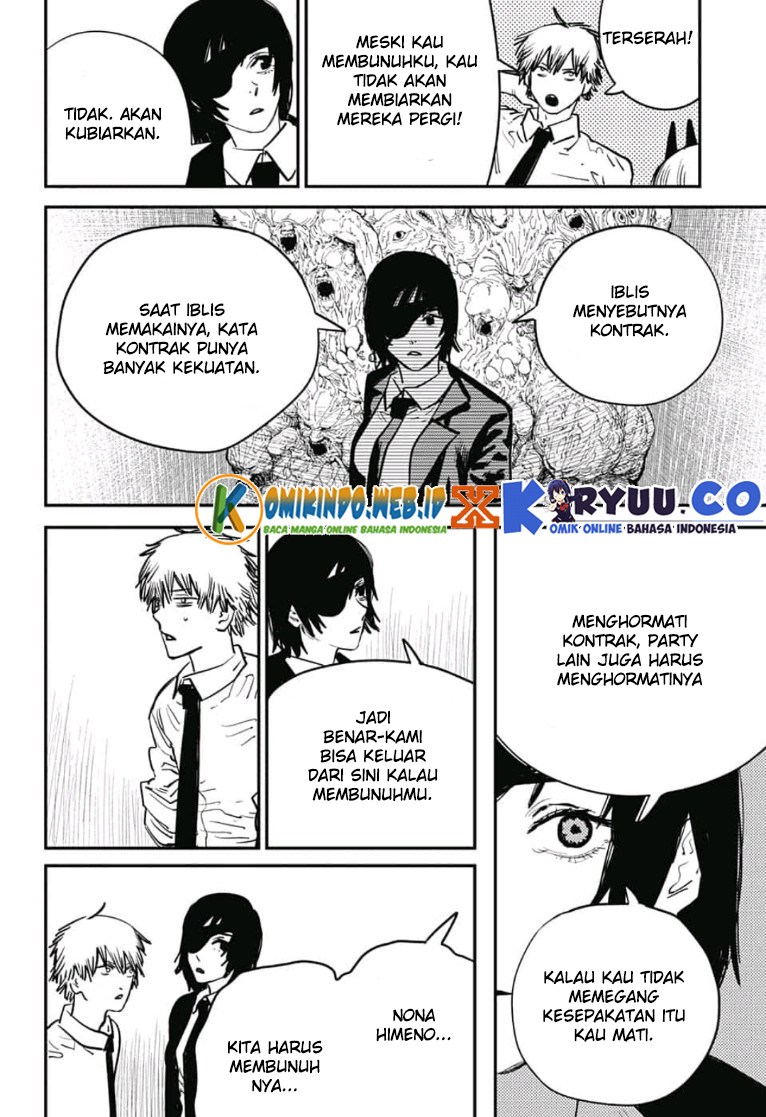 TERSERAH!
MESKI KAU
MEMBUNUHKU, KAU
TIDAK AKAN
MEMBIARKAN
MEREKA PERGI!
TIDAK. AKAN
KUBIARKAN.
IBLIS
MENYEBUTNYA
KONTRAK.
SAAT IBLIS
MEMAKAINYA, KATA
KONTRAK PUNYA
BANYAK KEKUATAN.
KOMIKINDO.WEB.ID X KIRYUU.CO
BACA MANGA ONLINE BAHASA INDONESIA
OMIK ONLINE BAHASA INDONESIA
MENGHORMATI
KONTRAK, PARTY
LAIN JUGA HARUS
MENGHORMATINYA
KALAU KAU TIDAK
MEMEGANG
KESEPAKATAN ITU
KAU MATI.
JADI
BENAR-KAMI
BISA KELUAR
DARI SINI KALAU
MEMBUNUHMU.
NONA
HIMENO...
KITA HARUS
MEMBUNUH
NYA...